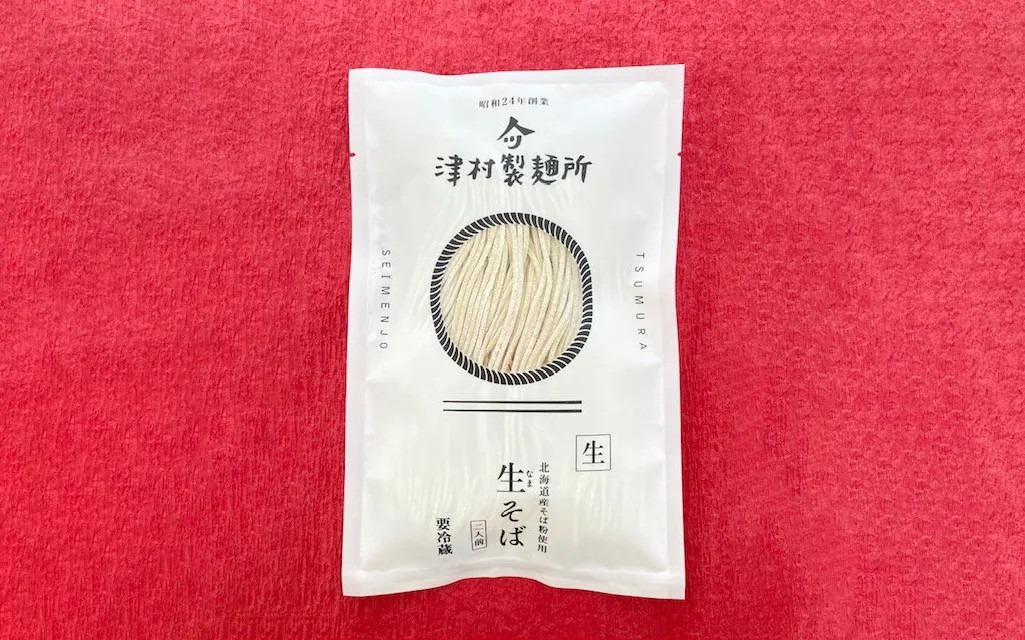 昭和24年創業
津村製麺所
TSUMURA
SEIMENJO
生
北海道産そば粉使用
生そば
なま
二人前
要冷蔵